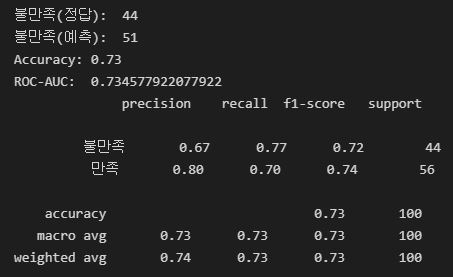 불만족(정답):  44
불만족(예측):  51
Accuracy: 0.73
ROC-AUC:  0.734577922077922
precision    recall  f1-score   support
불만족       0.67      0.77      0.72        44
만족       0.80      0.70      0.74        56
accuracy                           0.73       100
macro avg       0.73      0.73      0.73       100
weighted avg       0.74      0.73      0.73       100